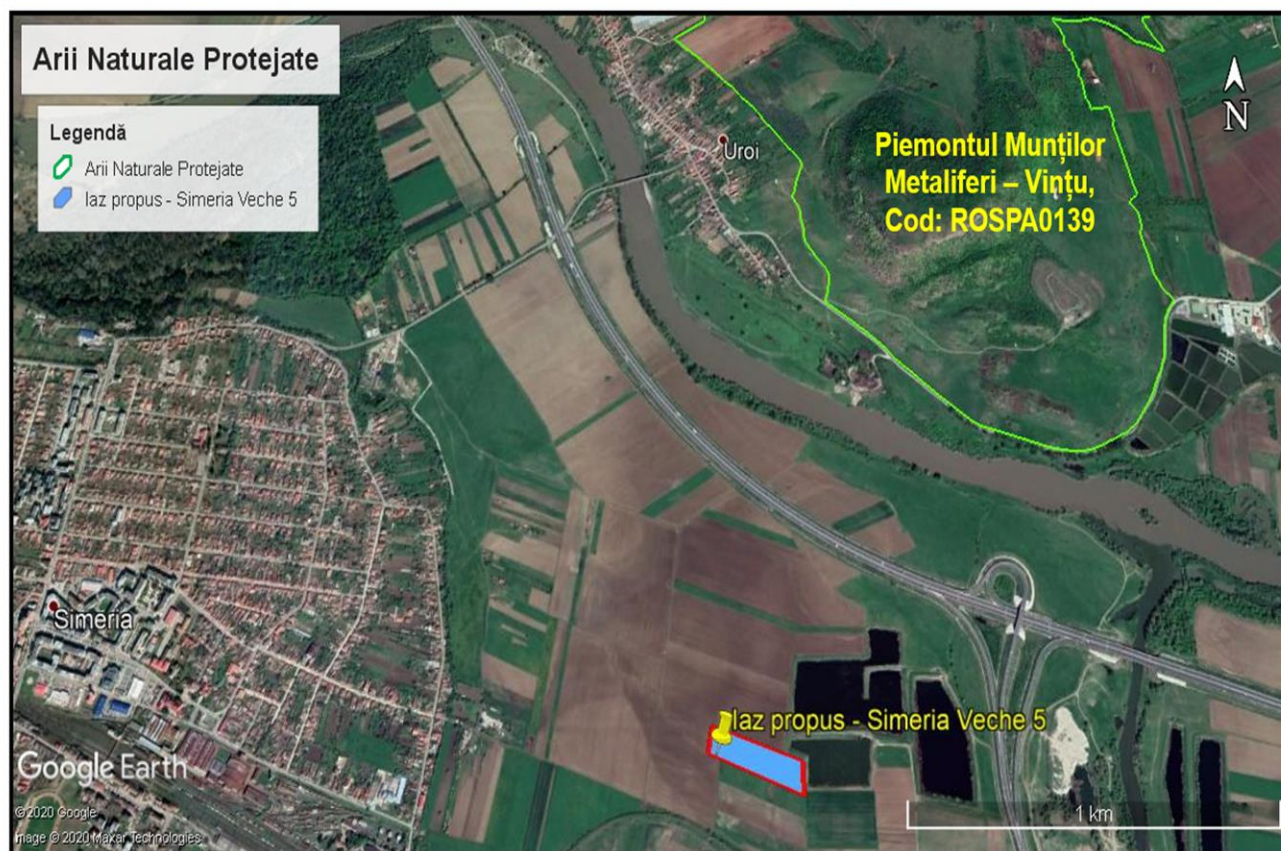 Arii Naturale Protejate
Legendă
Arii Naturale Protejate
Iaz propus - Simeria Veche 5
N
Uroi
Piemontul Munților
Metaliferi – Vințu,
Cod: ROSPA0139
Simeria
Iaz propus - Simeria Veche 5
Google Earth
1 km
©2020 Google
Image © 2020 Maxar Technologies